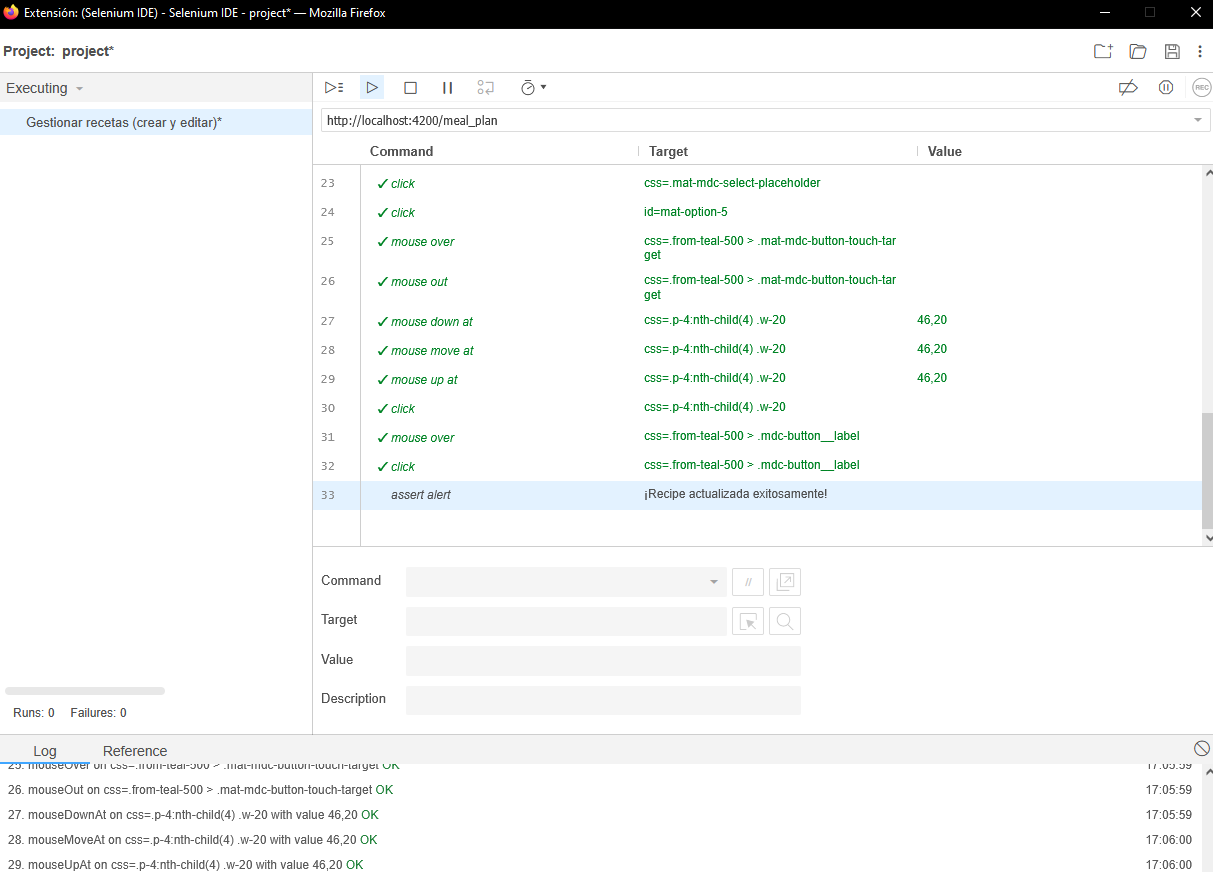 Extensión: (Selenium IDE) - Selenium IDE - project* — Mozilla Firefox
Project: project*
Executing
Gestionar recetas (crear y editar)*
REC
http://localhost:4200/meal_plan
Command Target Value
23 ✓ click css=.mat-mdc-select-placeholder
24 ✓ click id=mat-option-5
25 ✓ mouse over css=.from-teal-500 > .mat-mdc-button-touch-tar
get
26 ✓ mouse out css=.from-teal-500 > .mat-mdc-button-touch-tar
get
27 ✓ mouse down at css=.p-4:nth-child(4) .w-20 46,20
28 ✓ mouse move at css=.p-4:nth-child(4) .w-20 46,20
29 ✓ mouse up at css=.p-4:nth-child(4) .w-20 46,20
30 ✓ click css=.p-4:nth-child(4) .w-20
31 ✓ mouse over css=.from-teal-500 > .mdc-button__label
32 ✓ click css=.from-teal-500 > .mdc-button__label
33 assert alert ¡Recipe actualizada exitosamente!
Command //
Target
Value
Description
Runs: 0 Failures: 0
Log Reference
25. mouseOver on css=.from-teal-500 > .mat-mdc-button-touch-target OK 17:05:59
26. mouseOut on css=.from-teal-500 > .mat-mdc-button-touch-target OK 17:05:59
27. mouseDownAt on css=.p-4:nth-child(4) .w-20 with value 46,20 OK 17:05:59
28. mouseMoveAt on css=.p-4:nth-child(4) .w-20 with value 46,20 OK 17:06:00
29. mouseUpAt on css=.p-4:nth-child(4) .w-20 with value 46,20 OK 17:06:00